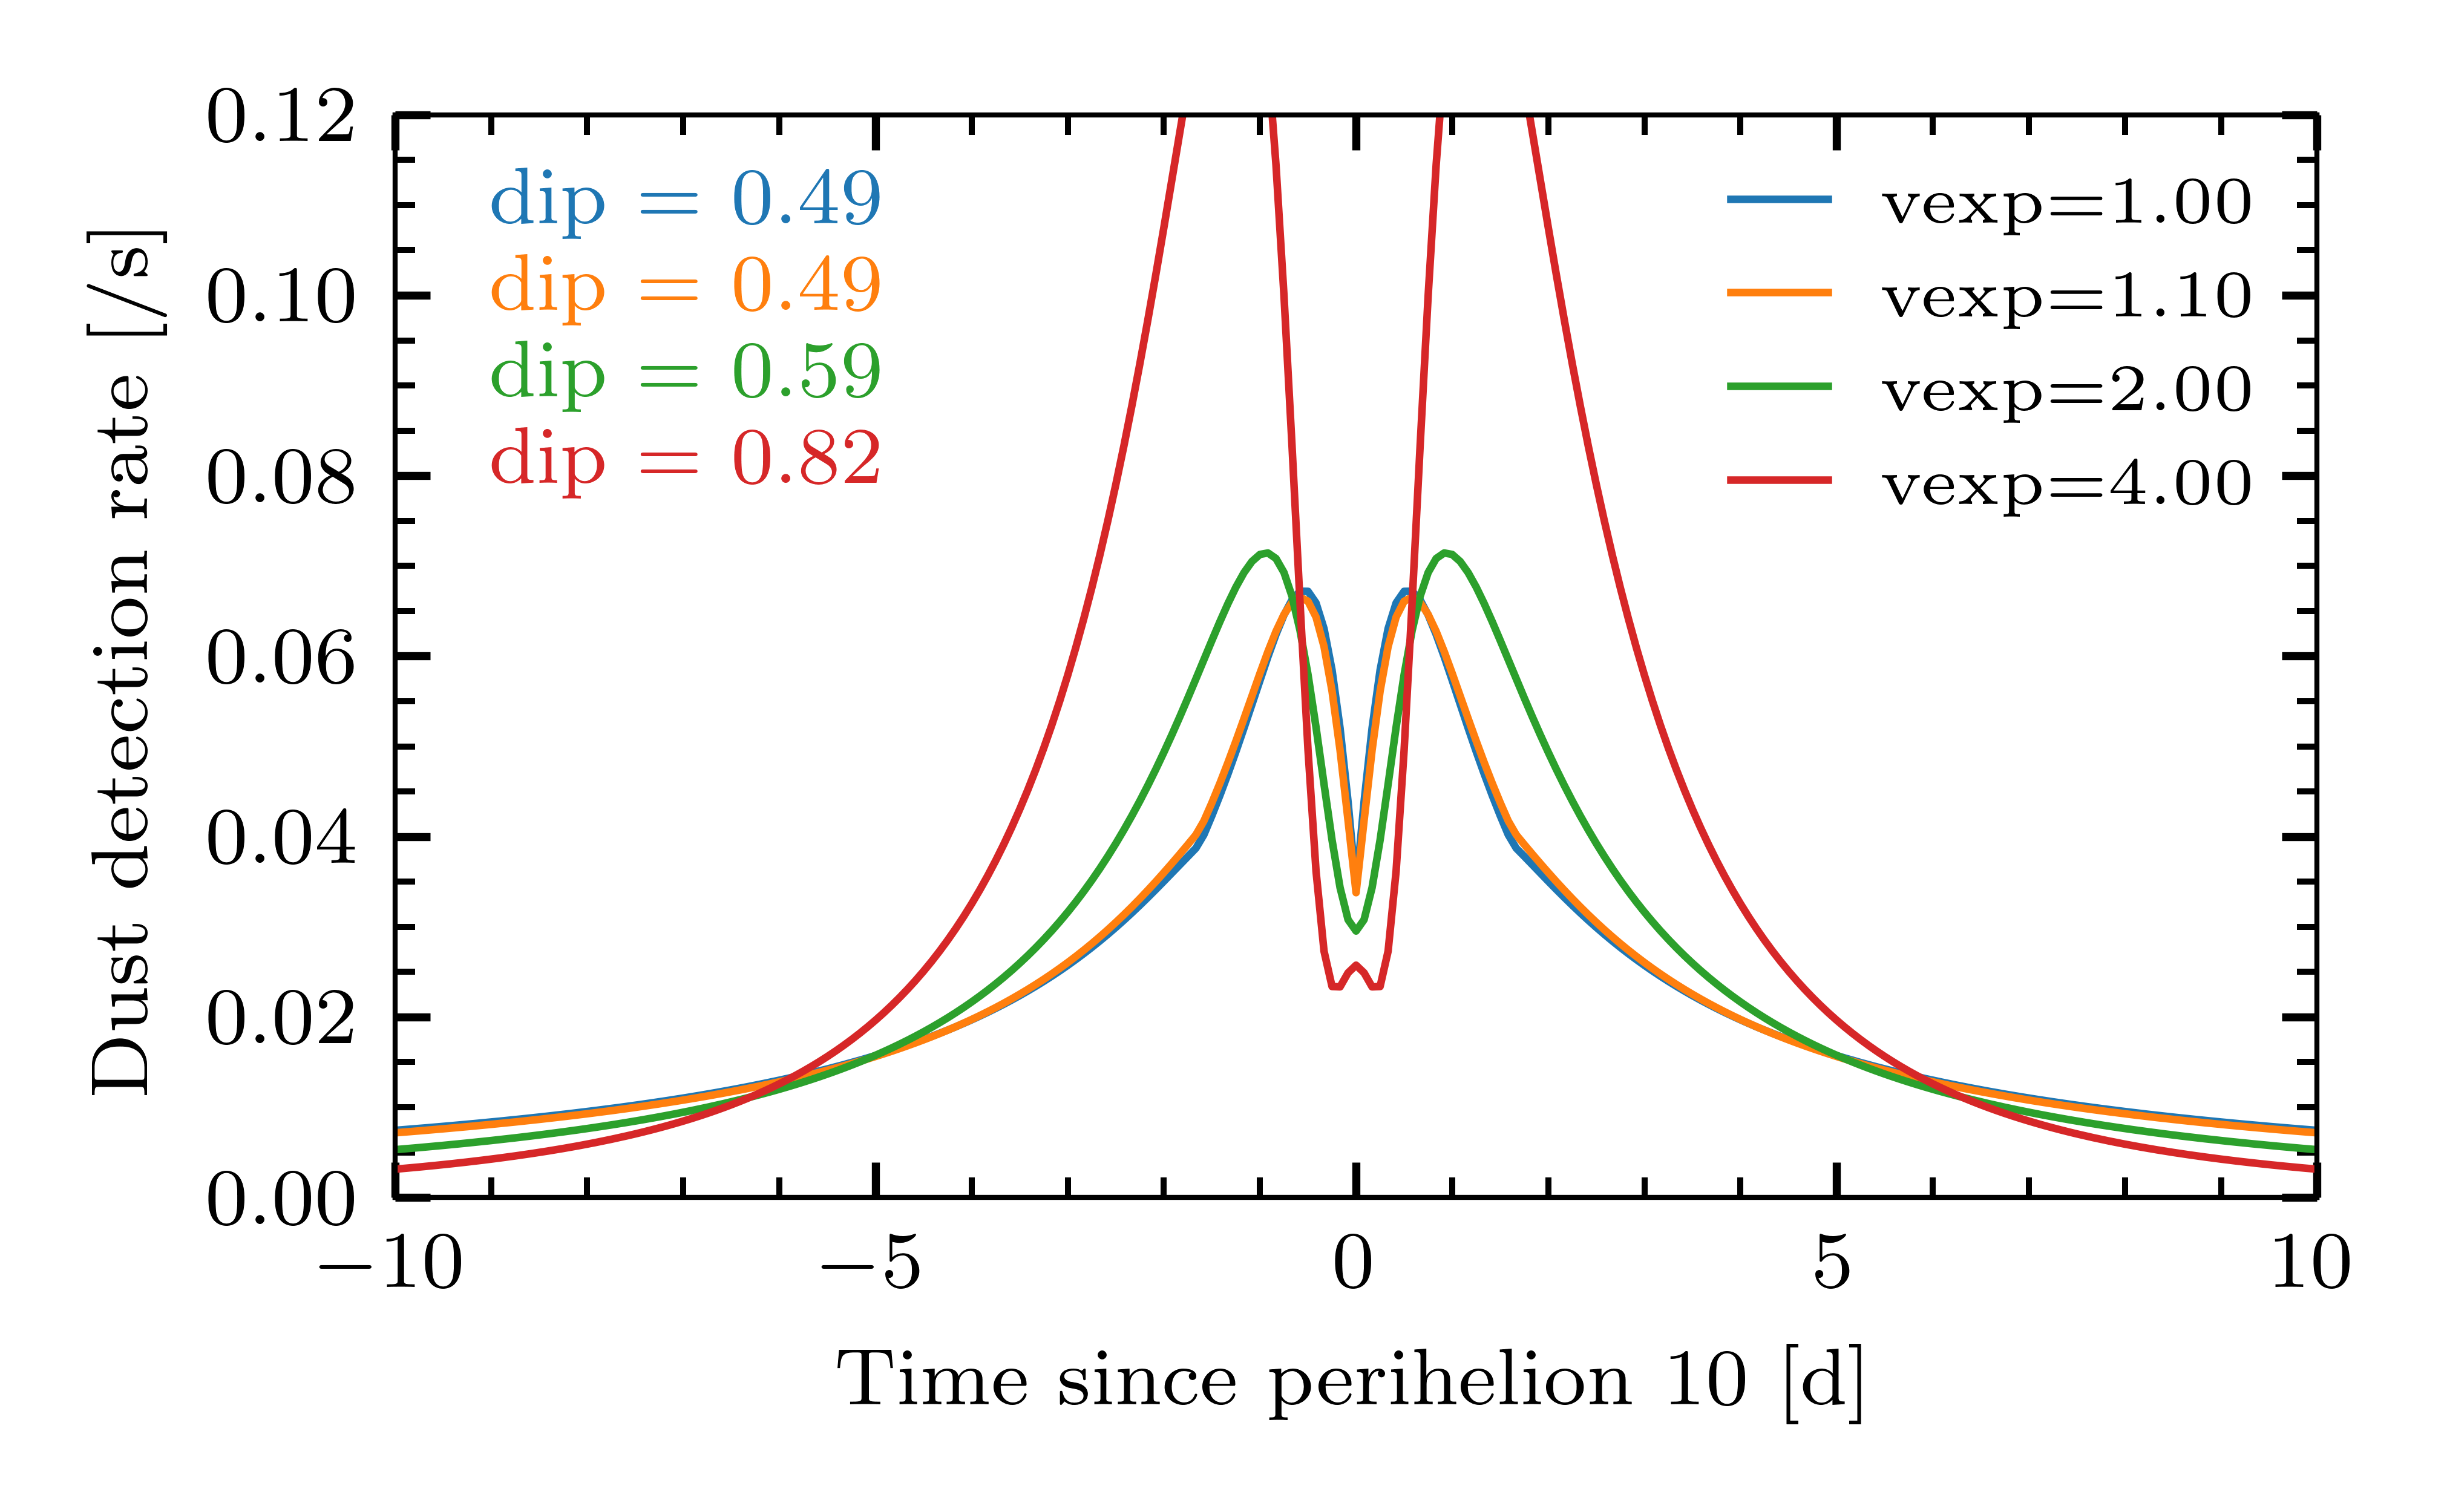 Dust detection rate [/s]
0.12
0.10
0.08
0.06
0.04
0.02
0.00
dip = 0.49
dip = 0.49
dip = 0.59
dip = 0.82
vexp=1.00
vexp=1.10
vexp=2.00
vexp=4.00
−10 −5 0 5 10
Time since perihelion 10 [d]